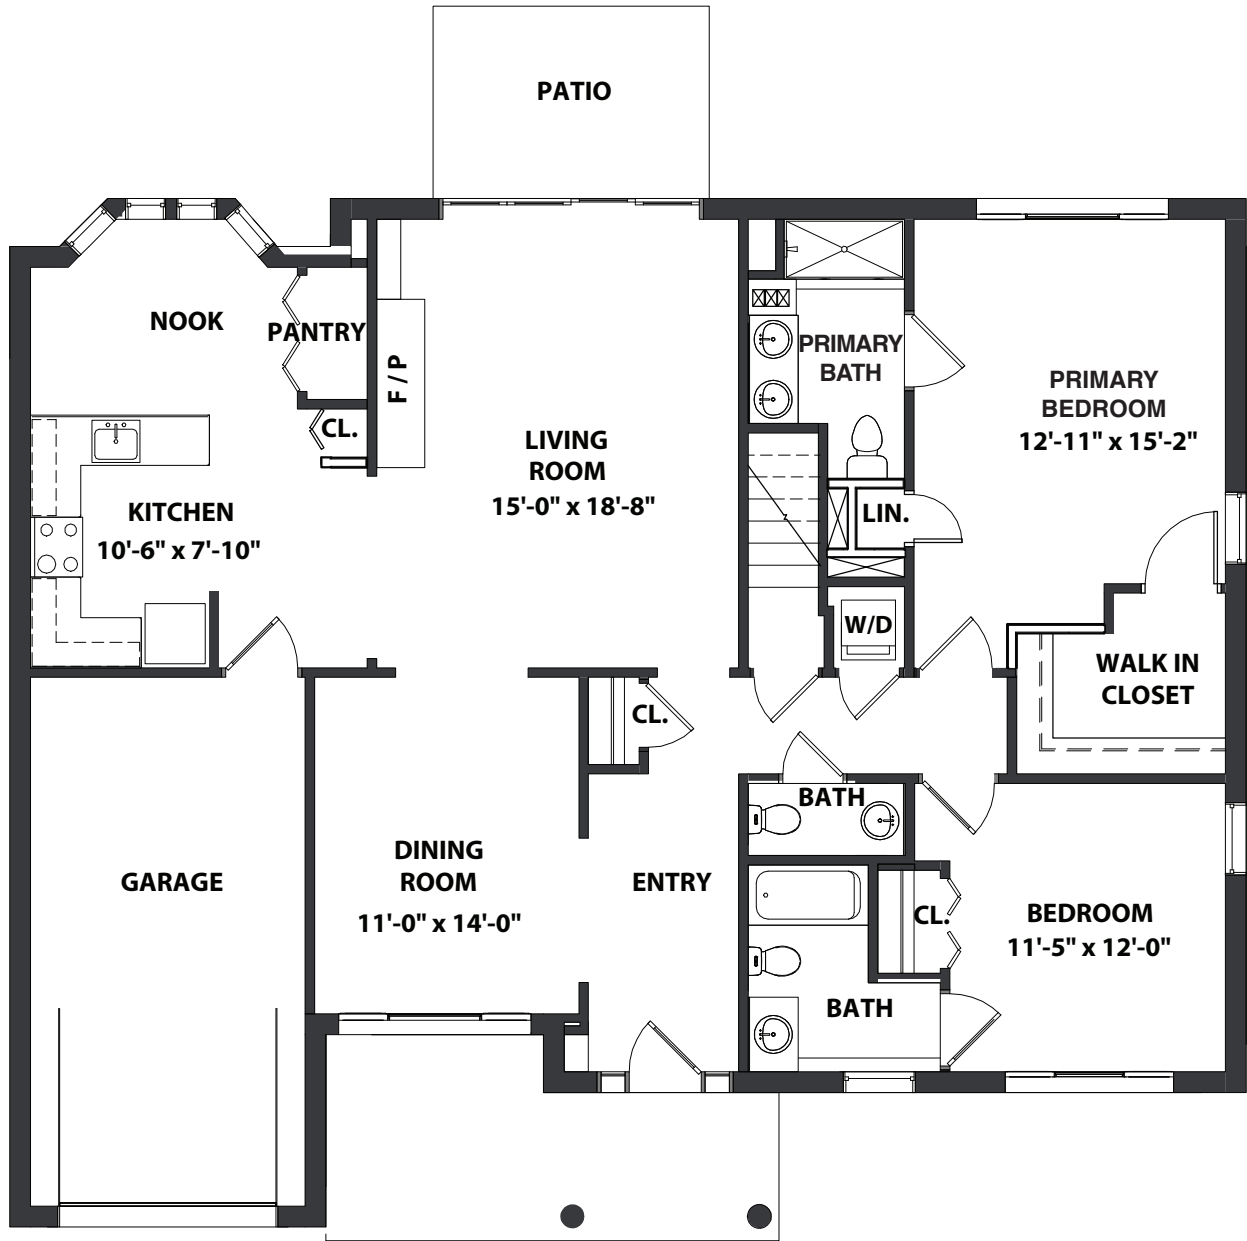 PATIO
NOOK
PANTRY
F / P
CL.
KITCHEN
10'-6" x 7'-10"
LIVING
ROOM
15'-0" x 18'-8"
PRIMARY
BATH
PRIMARY
BEDROOM
12'-11" x 15'-2"
LIN.
W/D
WALK IN
CLOSET
CL.
BATH
GARAGE
DINING
ROOM
11'-0" x 14'-0"
ENTRY
CL.
BEDROOM
11'-5" x 12'-0"
BATH